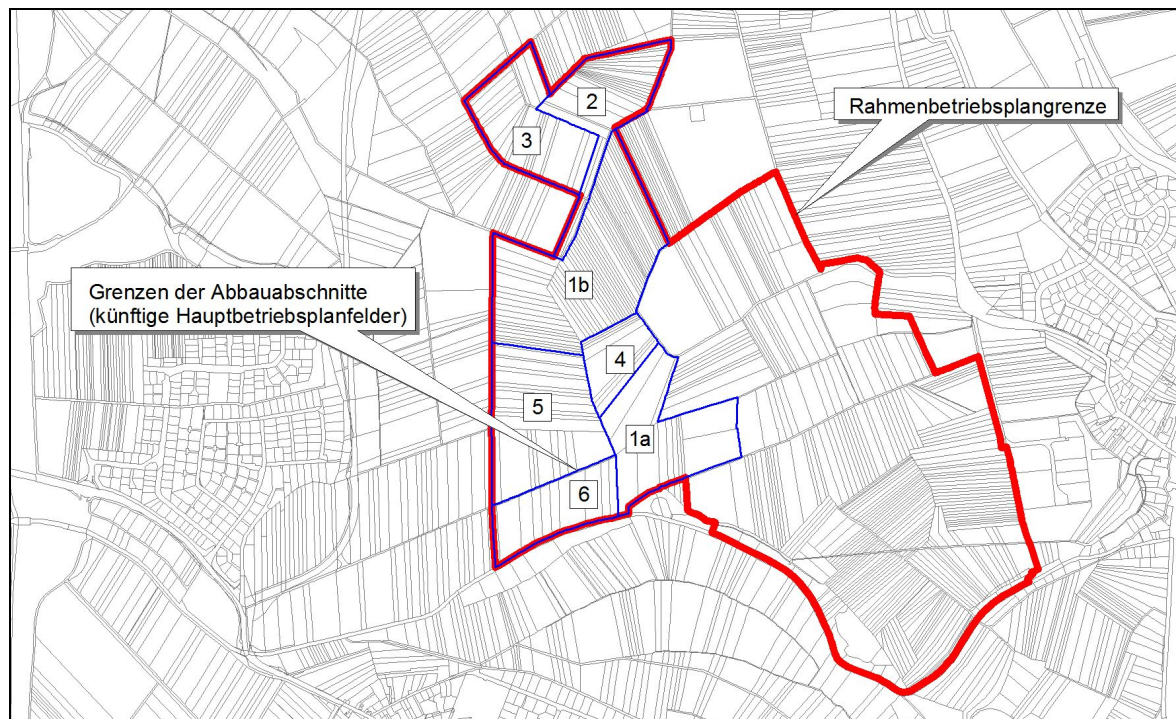 2
Rahmenbetriebsplangrenze
3
Grenzen der Abbauabschnitte
(künftige Hauptbetriebsplanfelder)
1b
4
5
1a
6